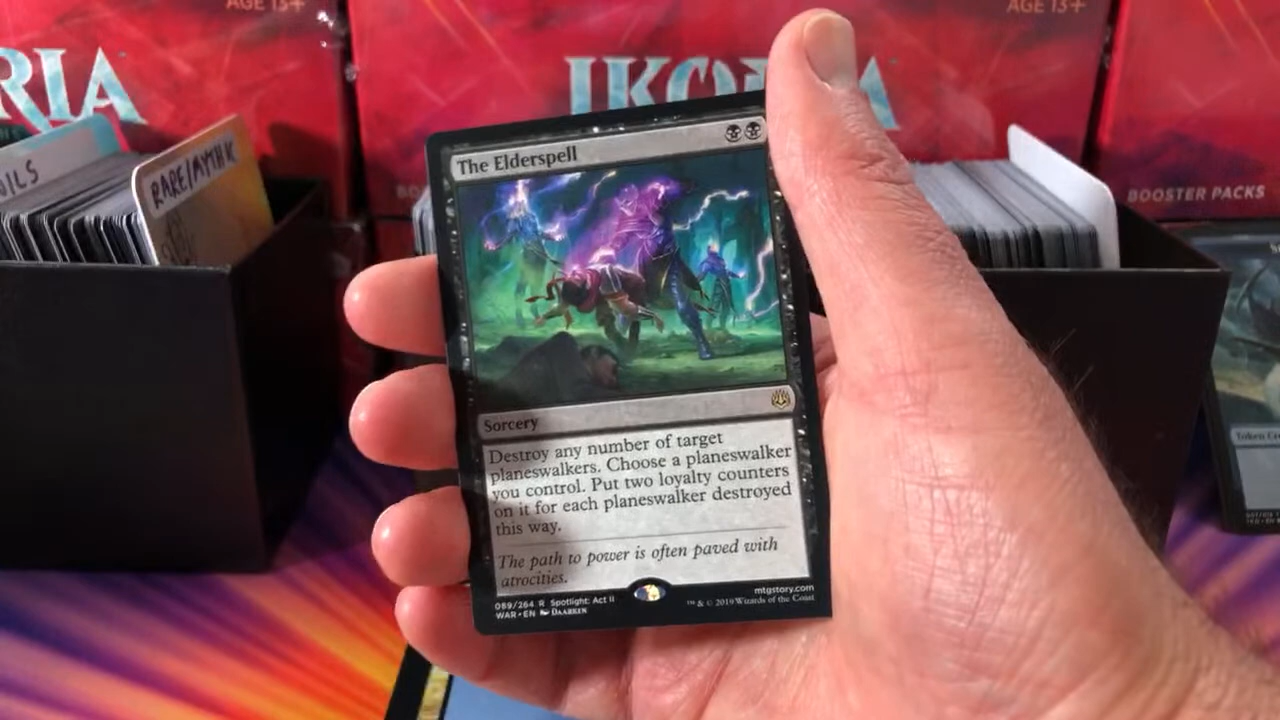 AGE 13+
AGE 13+
RIA
IKORIA
OILS
RARE/MYTHIC
BOOSTER PACKS
The Elderspell
Sorcery
Destroy any number of target
planeswalkers. Choose a planeswalker
you control. Put two loyalty counters
on it for each planeswalker destroyed
this way.
The path to power is often paved with
atrocities.
089/264 R Spotlight: Act II
WAR • EN DAARKEN
mtgstory.com
™ & © 2019 Wizards of the Coast
Token Cre